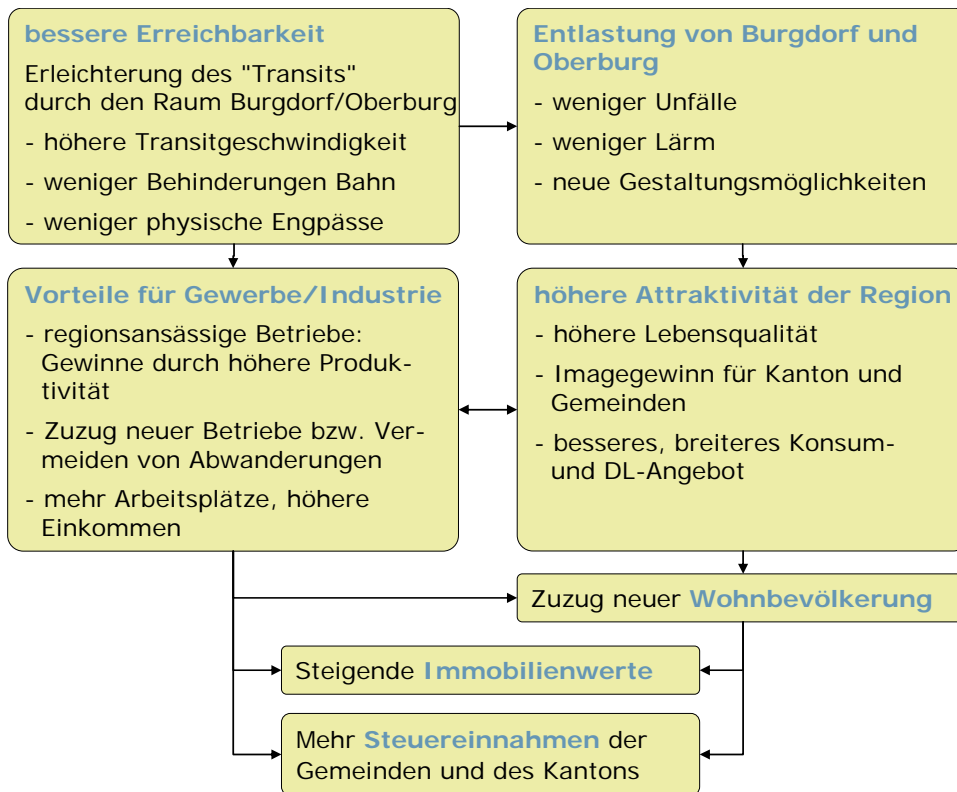 bessere Erreichbarkeit
Erleichterung des "Transits"
durch den Raum Burgdorf/Oberburg
- höhere Transitgeschwindigkeit
- weniger Behinderungen Bahn
- weniger physische Engpässe
Entlastung von Burgdorf und
Oberburg
- weniger Unfälle
- weniger Lärm
- neue Gestaltungsmöglichkeiten
Vorteile für Gewerbe/Industrie
- regionsansässige Betriebe:
Gewinne durch höhere Produk-
tivität
- Zuzug neuer Betriebe bzw. Ver-
meiden von Abwanderungen
- mehr Arbeitsplätze, höhere
Einkommen
höhere Attraktivität der Region
- höhere Lebensqualität
- Imagegewinn für Kanton und
Gemeinden
- besseres, breiteres Konsum-
und DL-Angebot
Zuzug neuer Wohnbevölkerung
Steigende Immobilienwerte
Mehr Steuereinnahmen der
Gemeinden und des Kantons